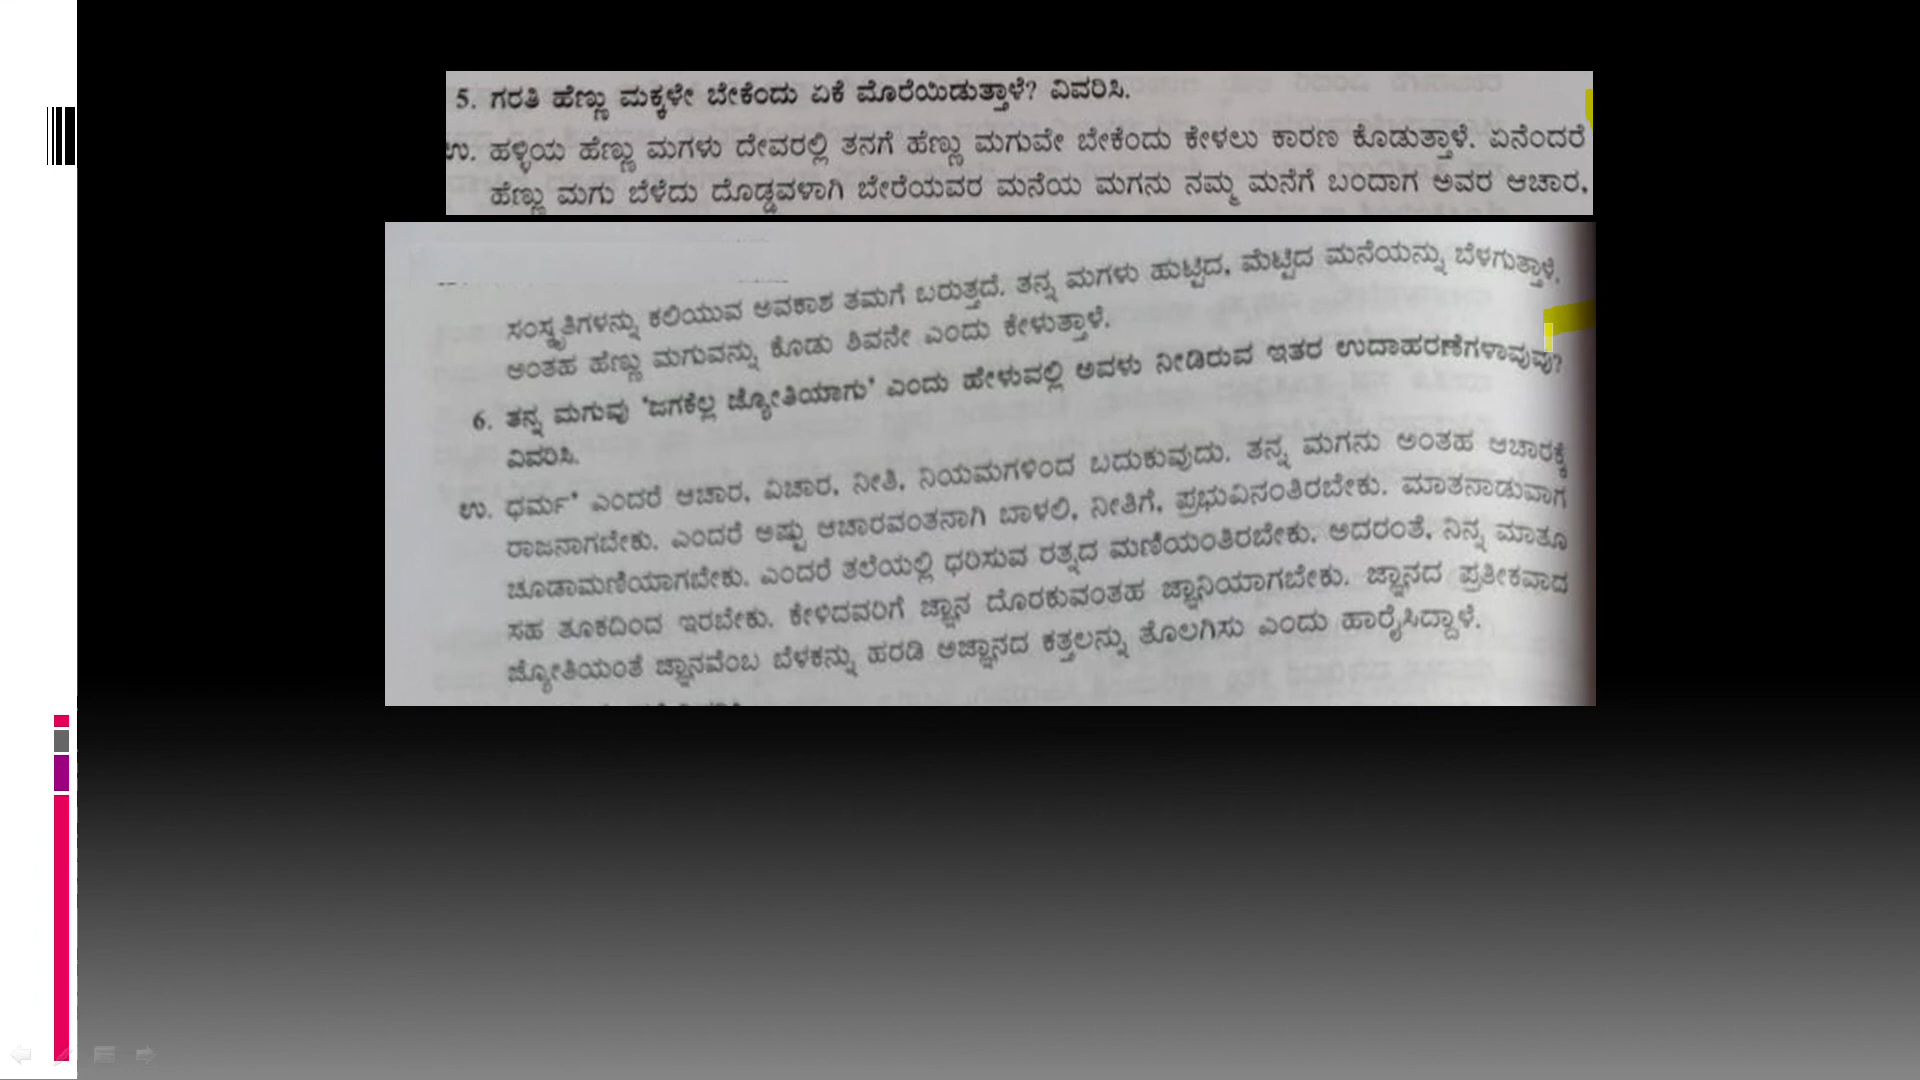 5. ಗರತಿ ಹೆಣ್ಣು ಮಕ್ಕಳೇ ಬೇಕೆಂದು ಏಕೆ ಮೊರೆಯಿಡುತ್ತಾಳೆ? ವಿವರಿಸಿ.
ಉ. ಹಳ್ಳಿಯ ಹೆಣ್ಣು ಮಗಳು ದೇವರಲ್ಲಿ ತನಗೆ ಹೆಣ್ಣು ಮಗುವೇ ಬೇಕೆಂದು ಕೇಳಲು ಕಾರಣ ಕೊಡುತ್ತಾಳೆ. ಏನೆಂದರೆ
ಹೆಣ್ಣು ಮಗು ಬೆಳೆದು ದೊಡ್ಡವಳಾಗಿ ಬೇರೆಯವರ ಮನೆಯ ಮಗನು ನಮ್ಮ ಮನೆಗೆ ಬಂದಾಗ ಅವರ ಆಚಾರ,
ಸಂಸ್ಕೃತಿಗಳನ್ನು ಕಲಿಯುವ ಅವಕಾಶ ತಮಗೆ ಬರುತ್ತದೆ. ತನ್ನ ಮಗಳು ಹುಟ್ಟಿದ, ಮೆಟ್ಟಿದ ಮನೆಯನ್ನು ಬೆಳಗುತ್ತಾಳೆ.
ಅಂತಹ ಹೆಣ್ಣು ಮಗುವನ್ನು ಕೊಡು ಶಿವನೇ ಎಂದು ಕೇಳುತ್ತಾಳೆ.
6. ತನ್ನ ಮಗುವು 'ಜಗಕೆಲ್ಲ ಜ್ಯೋತಿಯಾಗು' ಎಂದು ಹೇಳುವಲ್ಲಿ ಅವಳು ನೀಡಿರುವ ಇತರ ಉದಾಹರಣೆಗಳಾವುವು?
ವಿವರಿಸಿ.
ಉ. ಧರ್ಮ' ಎಂದರೆ ಆಚಾರ, ವಿಚಾರ, ನೀತಿ, ನಿಯಮಗಳಿಂದ ಬದುಕುವುದು. ತನ್ನ ಮಗನು ಅಂತಹ ಆಚಾರಕ್ಕೆ
ರಾಜನಾಗಬೇಕು. ಎಂದರೆ ಅಷ್ಟು ಆಚಾರವಂತನಾಗಿ ಬಾಳಲಿ, ನೀತಿಗೆ, ಪ್ರಭುವಿನಂತಿರಬೇಕು. ಮಾತನಾಡುವಾಗ
ಚೂಡಾಮಣಿಯಾಗಬೇಕು. ಎಂದರೆ ತಲೆಯಲ್ಲಿ ಧರಿಸುವ ರತ್ನದ ಮಣಿಯಂತಿರಬೇಕು. ಅದರಂತೆ, ನಿನ್ನ ಮಾತೂ
ಸಹ ತೂಕದಿಂದ ಇರಬೇಕು. ಕೇಳಿದವರಿಗೆ ಜ್ಞಾನ ದೊರಕುವಂತಹ ಜ್ಞಾನಿಯಾಗಬೇಕು. ಜ್ಞಾನದ ಪ್ರತೀಕವಾದ
ಜ್ಯೋತಿಯಂತೆ ಜ್ಞಾನವೆಂಬ ಬೆಳಕನ್ನು ಹರಡಿ ಅಜ್ಞಾನದ ಕತ್ತಲನ್ನು ತೊಲಗಿಸು ಎಂದು ಹಾರೈಸಿದ್ದಾಳೆ.